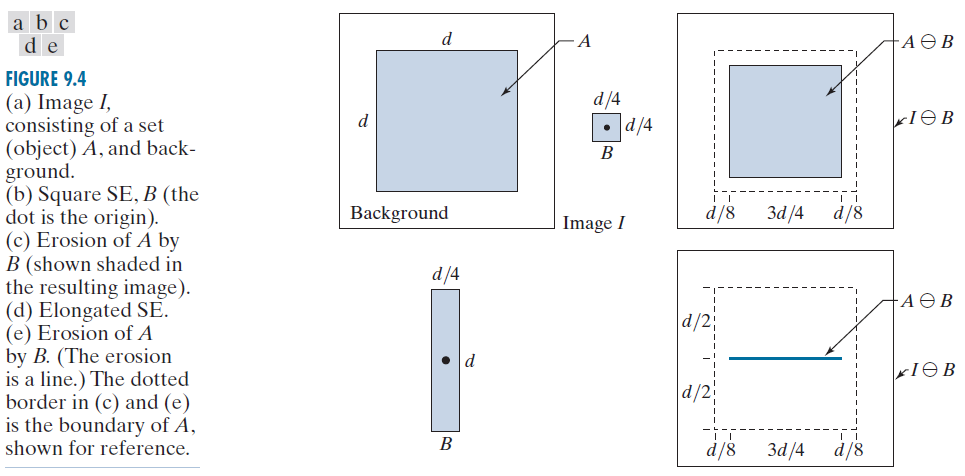 a b c
d e
FIGURE 9.4
(a) Image I,
consisting of a set
(object) A, and back-
ground.
(b) Square SE, B (the
dot is the origin).
(c) Erosion of A by
B (shown shaded in
the resulting image).
(d) Elongated SE.
(e) Erosion of A
by B. (The erosion
is a line.) The dotted
border in (c) and (e)
is the boundary of A,
shown for reference.
d
A
d
Background
d/4
d/4
B
Image I
A ⊖ B
I ⊖ B
d/8 3d/4 d/8
d/4
d
B
d/2
d/2
A ⊖ B
I ⊖ B
d/8 3d/4 d/8